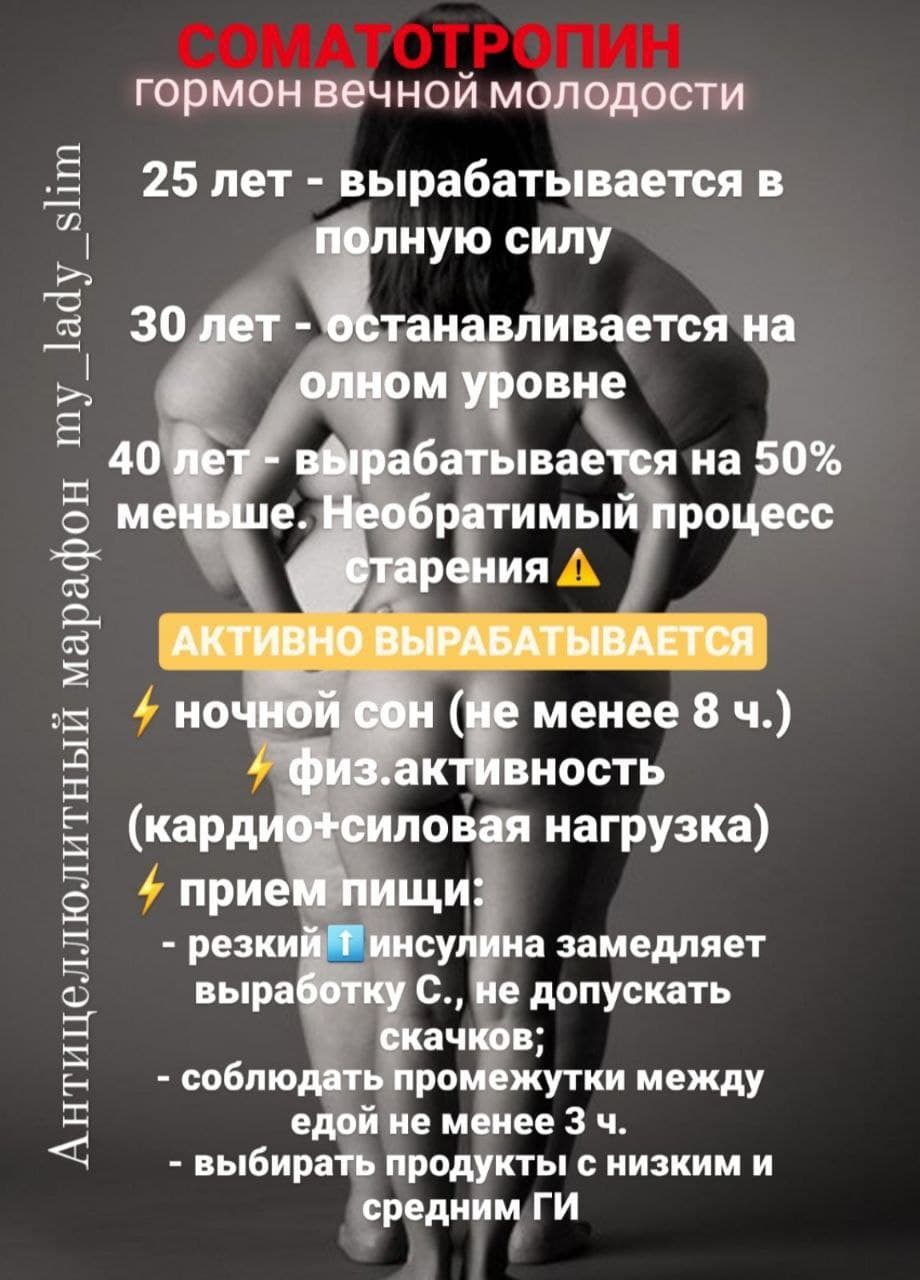 СОМАТОТРОПИН
гормон вечной молодости
25 лет - вырабатывается в
полную силу
30 лет - останавливается на
олном уровне
40 лет - вырабатывается на 50%
меньше. Необратимый процесс
старения⚠️
АКТИВНО ВЫРАБАТЫВАЕТСЯ
⚡ночной сон (не менее 8 ч.)
⚡физ.активность
(кардио+силовая нагрузка)
⚡прием пищи:
- резкий⬆️инсулина замедляет
выработку С., не допускать
скачков;
- соблюдать промежутки между
едой не менее 3 ч.
- выбирать продукты с низким и
средним ГИ
Антицеллюлитный марафон my_lady_slim